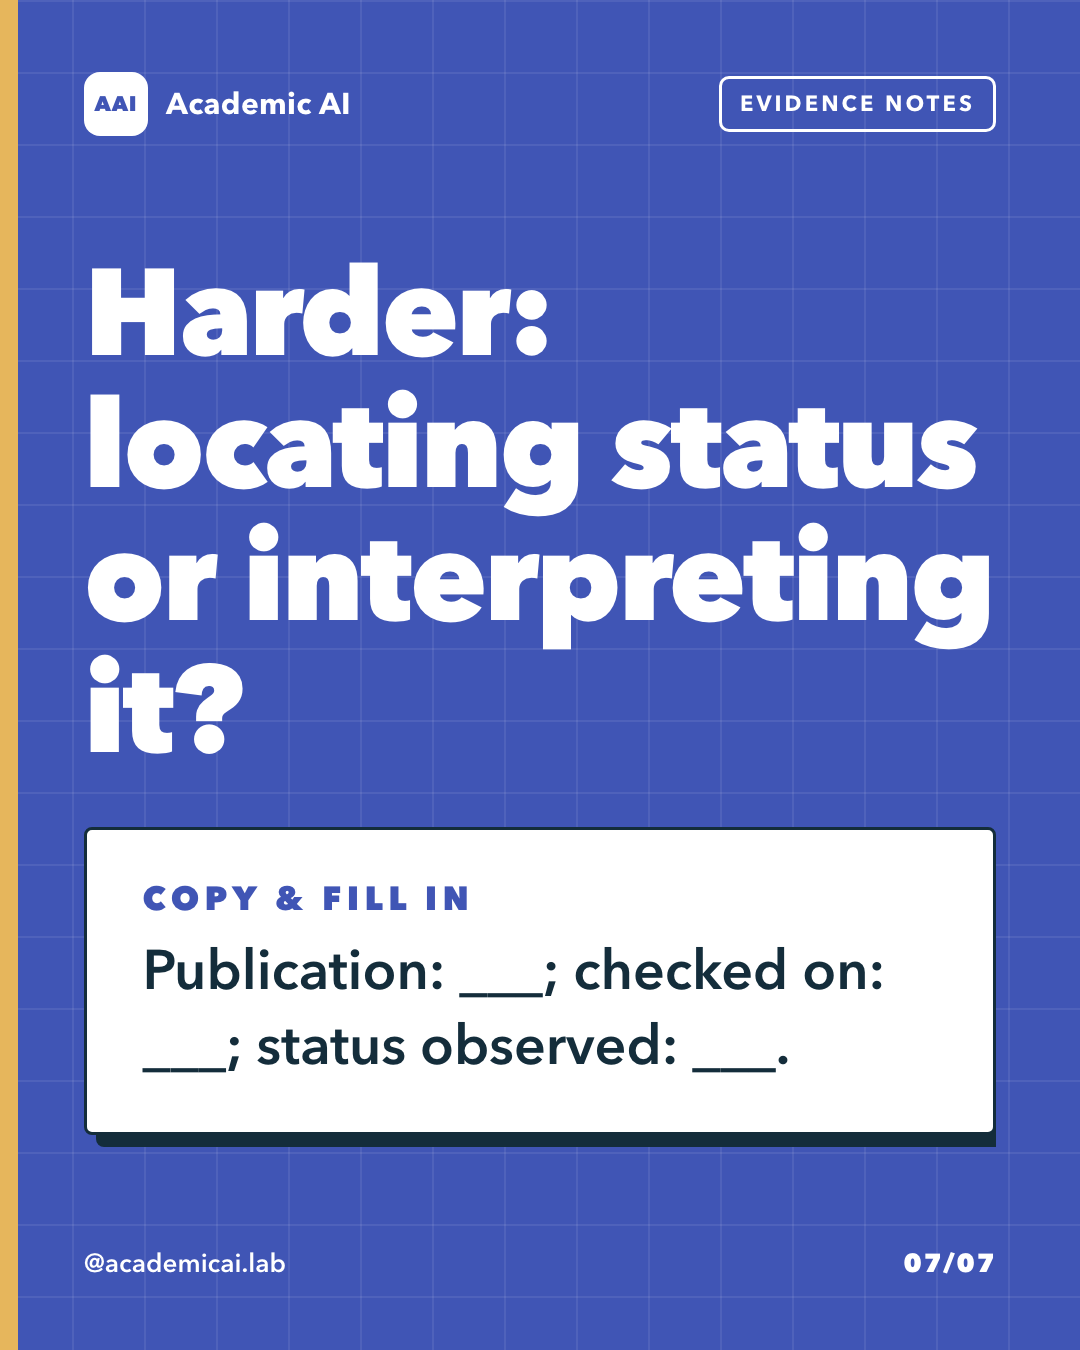 AAI Academic AI
EVIDENCE NOTES
Harder:
locating status
or interpreting
it?
COPY & FILL IN
Publication: ___; checked on:
___; status observed: ___.
@academicai.lab
07/07